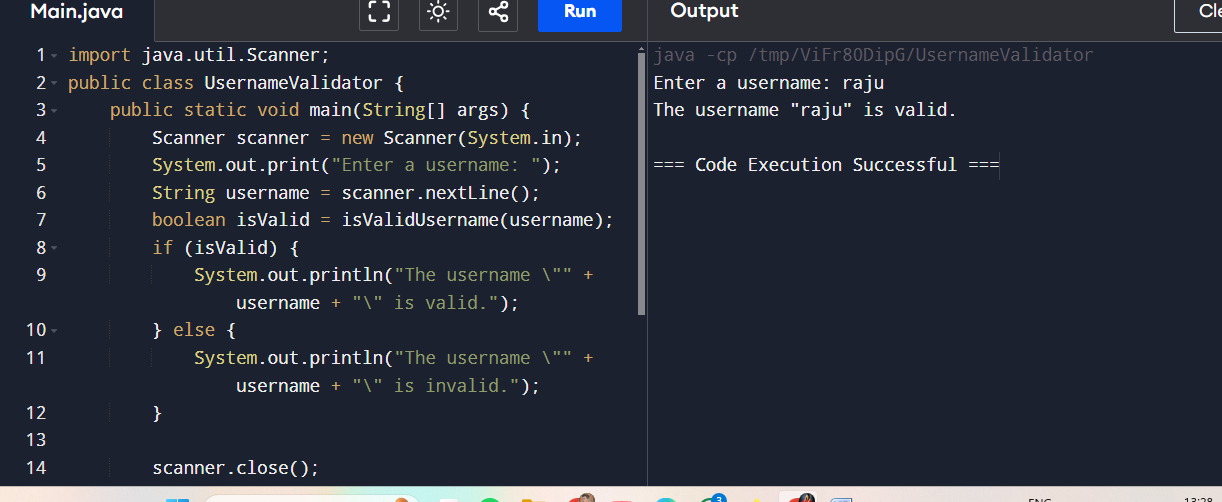 Main.java
Run
Output
1 import java.util.Scanner;
2 public class UsernameValidator {
3 public static void main(String[] args) {
4 Scanner scanner = new Scanner(System.in);
5 System.out.print("Enter a username: ");
6 String username = scanner.nextLine();
7 boolean isValid = isValidUsername(username);
8 if (isValid) {
9 System.out.println("The username \"" +
username + "\" is valid.");
10 } else {
11 System.out.println("The username \"" +
username + "\" is invalid.");
12 }
13
14 scanner.close();
java -cp /tmp/ViFr8ODipG/UsernameValidator
Enter a username: raju
The username "raju" is valid.
=== Code Execution Successful ===
3